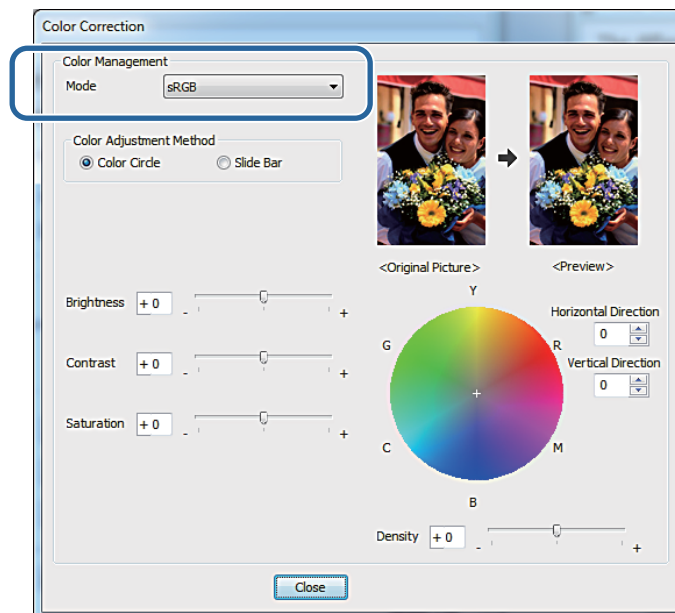 Color Correction
Color Management
Mode
sRGB
Color Adjustment Method
Color Circle
Slide Bar
<Original Picture>
<Preview>
Brightness
+ 0
-
+
Contrast
+ 0
-
+
Saturation
+ 0
-
+
Y
G
R
C
M
B
Horizontal Direction
0
Vertical Direction
0
Density
+ 0
-
+
Close